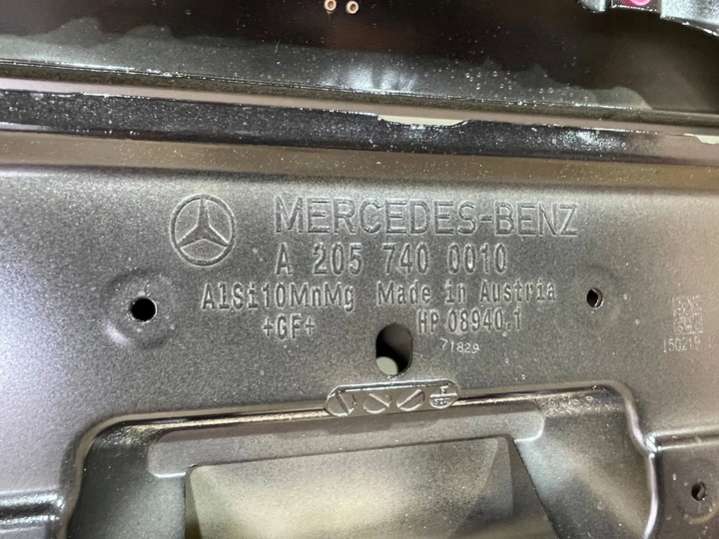 MERCEDES-BENZ
A 205 740 0010
AlSi10MnMg Made in Austria
+GF+ HP 08940.1
71829